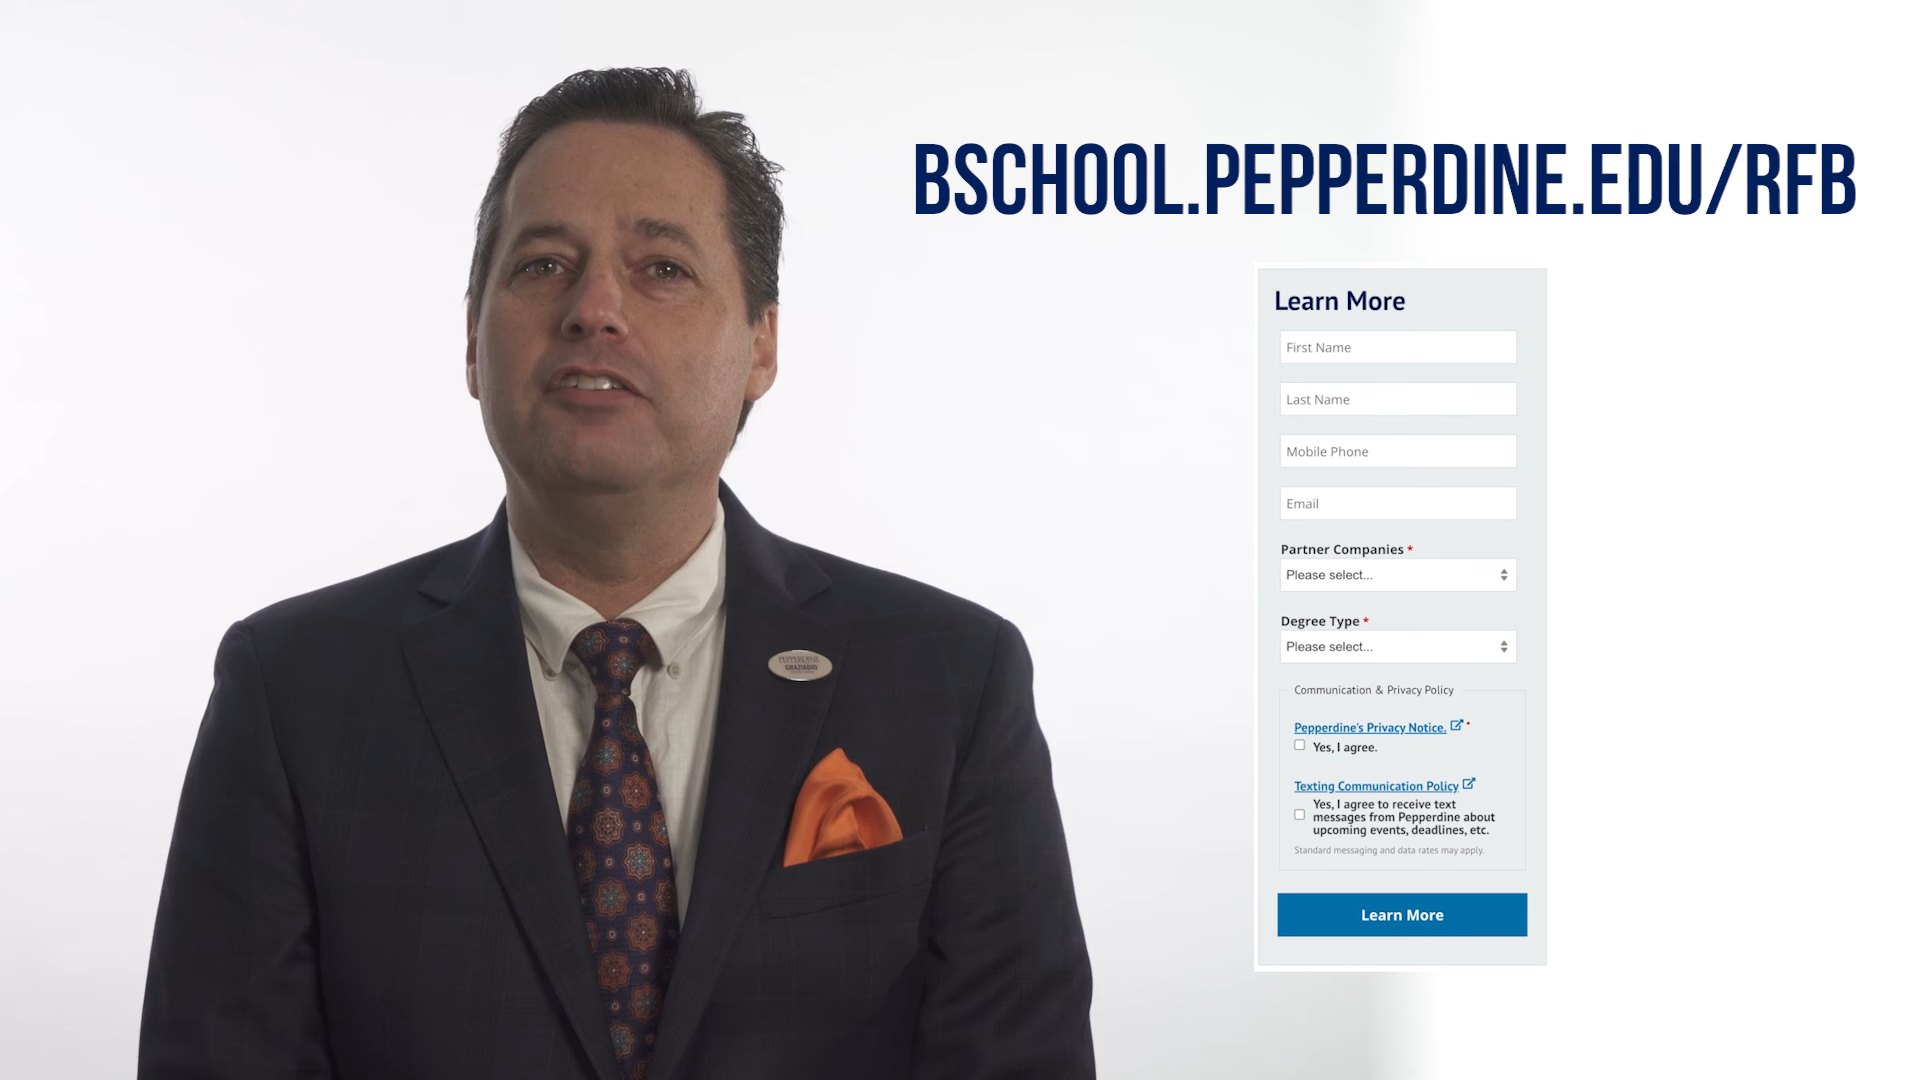 BSCHOOL.PEPPERDINE.EDU/RFB
Learn More
First Name
Last Name
Mobile Phone
Email
Partner Companies *
Please select...
Degree Type *
Please select...
Communication & Privacy Policy
Pepperdine's Privacy Notice. *
Yes, I agree.
Texting Communication Policy
Yes, I agree to receive text
messages from Pepperdine about
upcoming events, deadlines, etc.
Standard messaging and data rates may apply.
Learn More
PEPPERDINE
GRAZIADIO